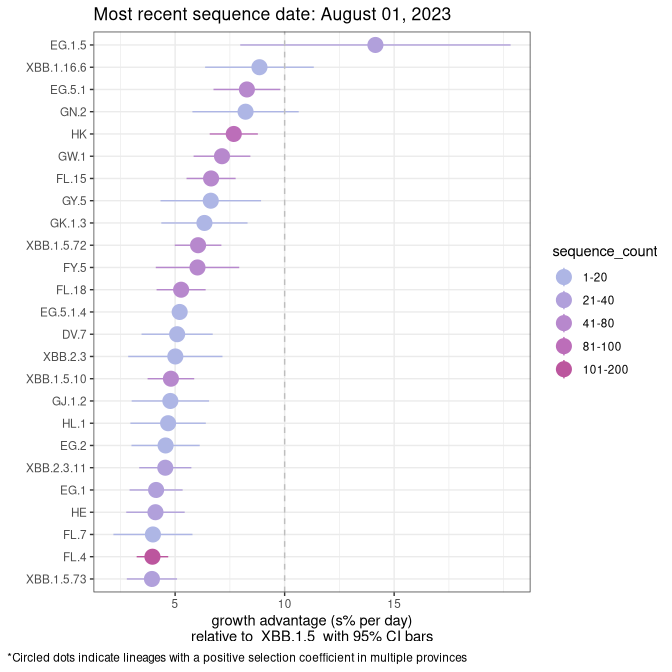 Most recent sequence date: August 01, 2023
EG.1.5
XBB.1.16.6
EG.5.1
GN.2
HK
GW.1
FL.15
GY.5
GK.1.3
XBB.1.5.72
FY.5
FL.18
EG.5.1.4
DV.7
XBB.2.3
XBB.1.5.10
GJ.1.2
HL.1
EG.2
XBB.2.3.11
EG.1
HE
FL.7
FL.4
XBB.1.5.73
5 10 15
growth advantage (s% per day)
relative to XBB.1.5 with 95% CI bars
sequence_count
1-20
21-40
41-80
81-100
101-200
*Circled dots indicate lineages with a positive selection coefficient in multiple provinces